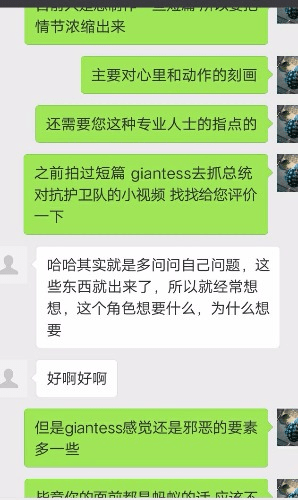 情节浓缩出来
主要对心里和动作的刻画
还需要您这种专业人士的指点的
之前拍过短篇 giantess去抓总统
对抗护卫队的小视频 找找给您评价
一下
哈哈其实就是多问问自己问题，这
些东西就出来了，所以就经常想
想，这个角色想要什么，为什么想
要
好啊好啊
但是giantess感觉还是邪恶的要素
多一些